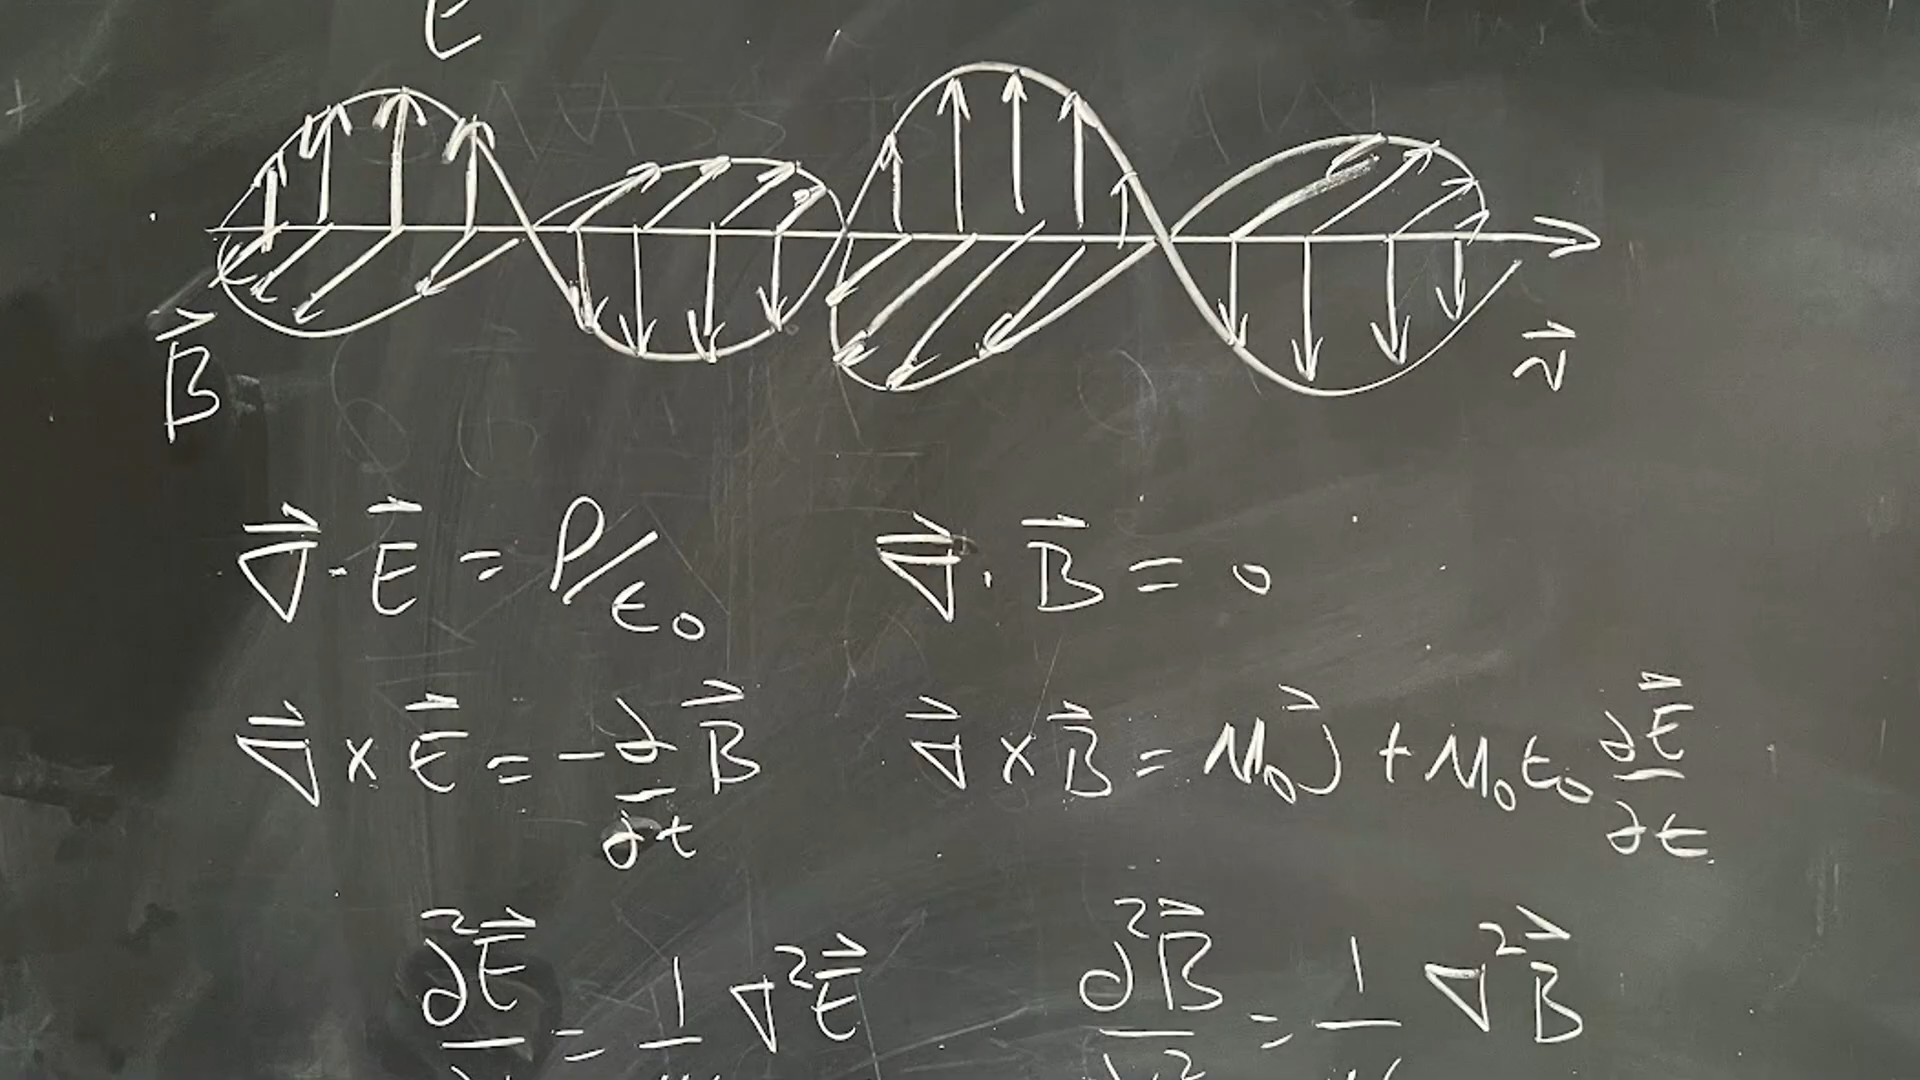 E
B⃗
v⃗
∇⃗ · E⃗ = ρ/ε₀    ∇⃗ · B⃗ = 0
∇⃗ × E⃗ = -∂/∂t B⃗    ∇⃗ × B⃗ = μ₀J⃗ + μ₀ε₀ ∂E⃗/∂t
∂²E⃗ = 1 ∇²E⃗    ∂²B⃗ = 1 ∇²B⃗